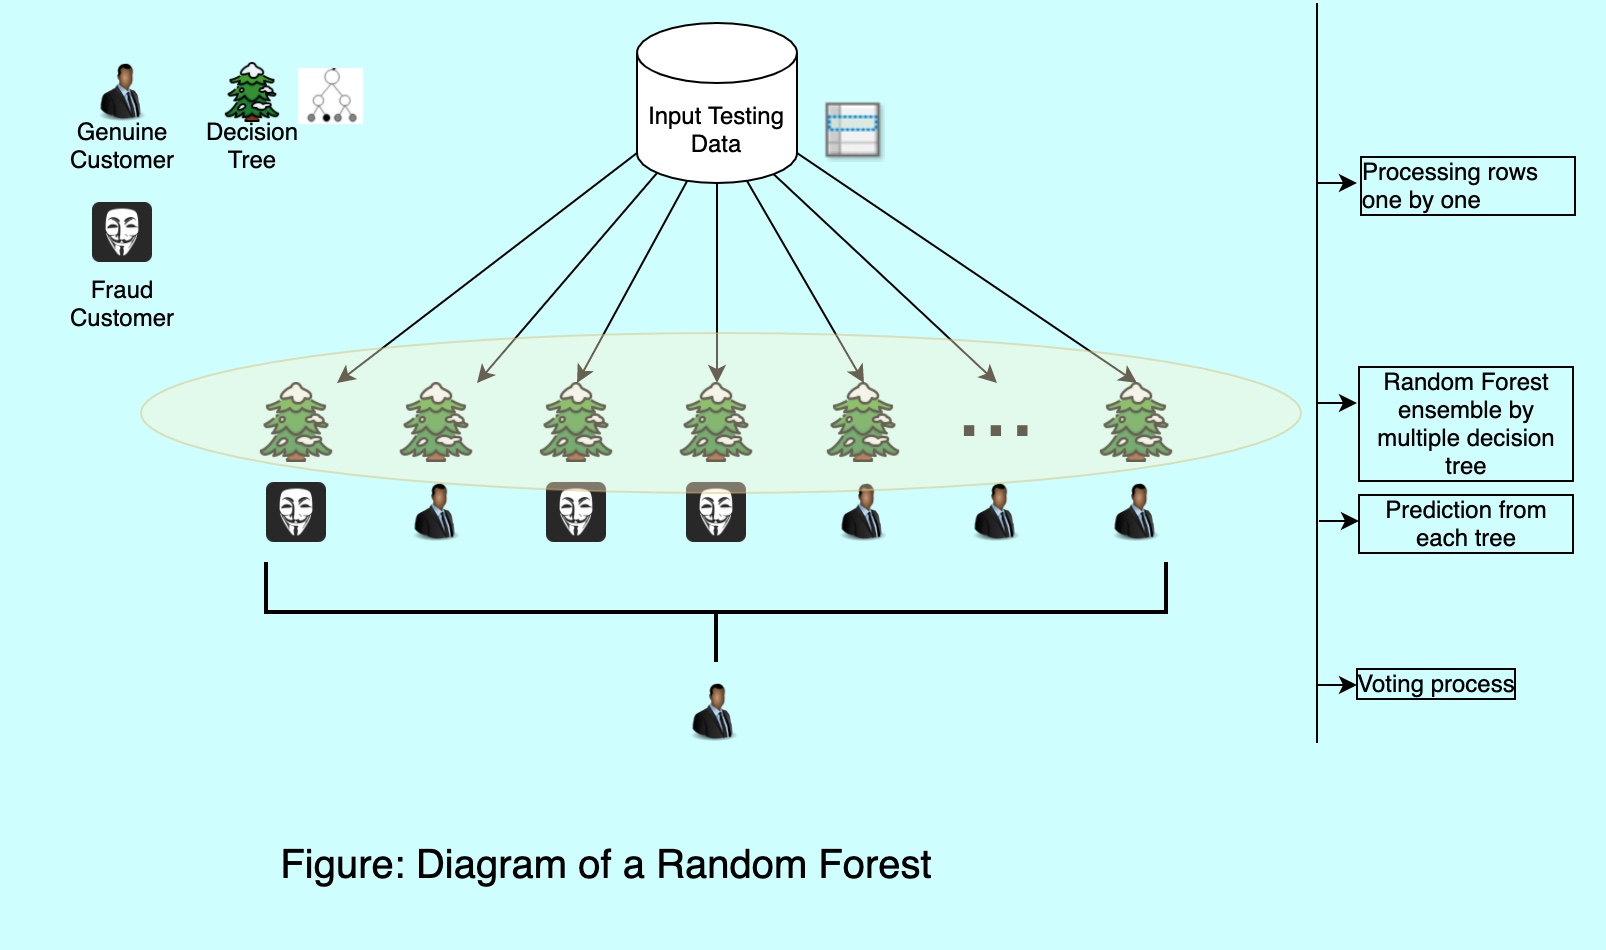 Genuine
Customer
Decision
Tree
Fraud
Customer
Input Testing
Data
Processing rows
one by one
Random Forest
ensemble by
multiple decision
tree
Prediction from
each tree
Voting process
Figure: Diagram of a Random Forest